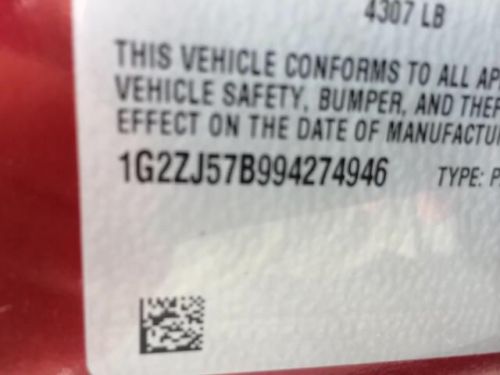 4307 LB
THIS VEHICLE CONFORMS TO ALL AP
VEHICLE SAFETY, BUMPER, AND THEF
EFFECT ON THE DATE OF MANUFACTU
1G2ZJ57B994274946 TYPE: P